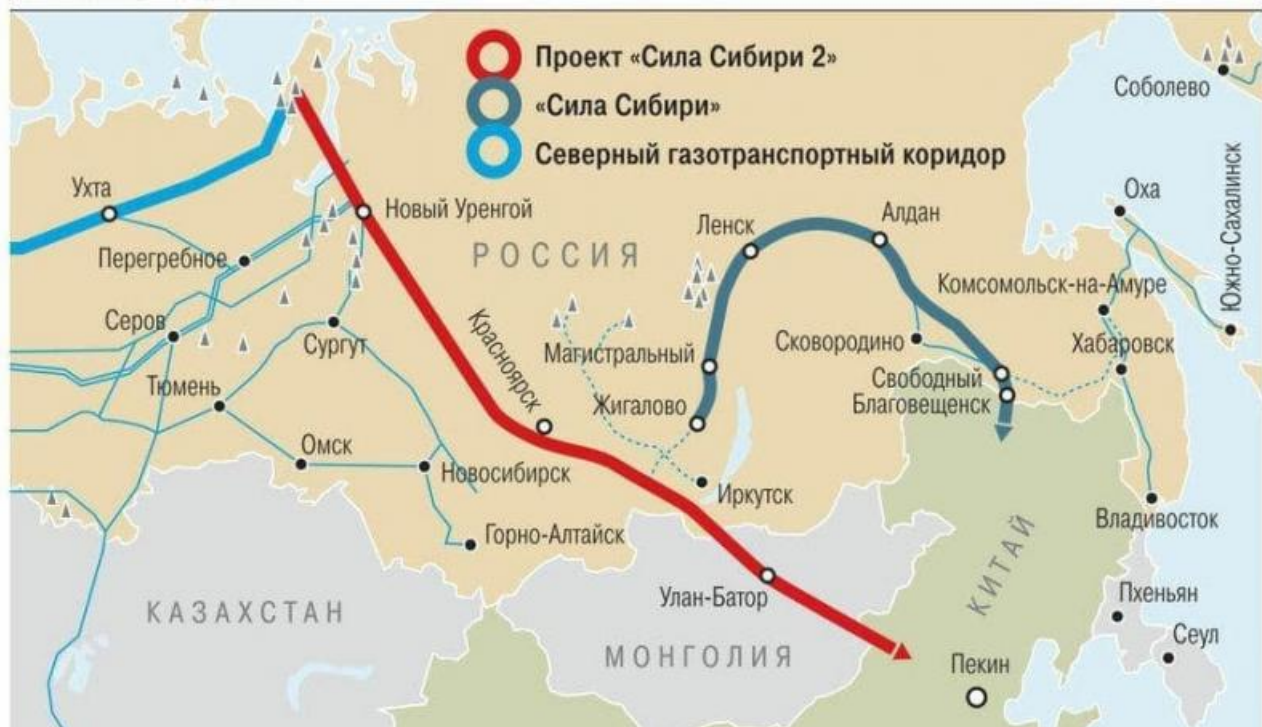 Проект «Сила Сибири 2»
«Сила Сибири»
Северный газотранспортный коридор
Соболево
Ухта
Новый Уренгой
Ленск
Алдан
Оха
Южно-Сахалинск
РОССИЯ
Перегребное
Комсомольск-на-Амуре
Серов
Сургут
Красноярск
Магистральный
Сковородино
Хабаровск
Тюмень
Жигалово
Свободный
Благовещенск
Омск
Новосибирск
Иркутск
Владивосток
Горно-Алтайск
КИТАЙ
Улан-Батор
Пхеньян
КАЗАХСТАН
Сеул
МОНГОЛИЯ
Пекин